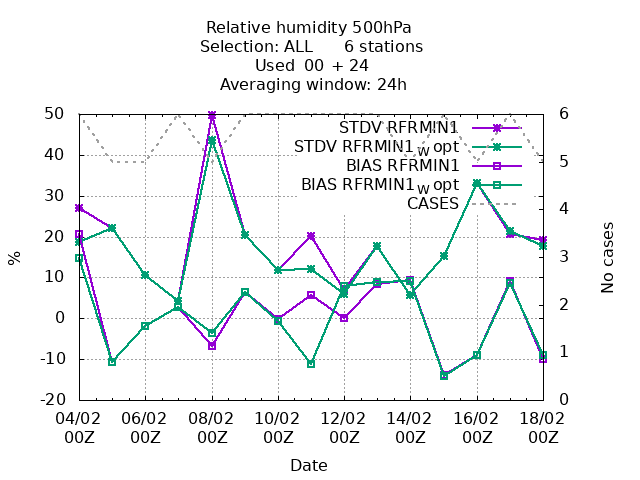 Relative humidity 500hPa
Selection: ALL      6 stations
Used  00  + 24
Averaging window: 24h
STDV RFRMIN1
STDV RFRMIN1_w opt
BIAS RFRMIN1
BIAS RFRMIN1_w opt
CASES
50
40
30
20
10
0
-10
-20
%
6
5
4
3
2
1
0
No cases
04/02 06/02 08/02 10/02 12/02 14/02 16/02 18/02
00Z 00Z 00Z 00Z 00Z 00Z 00Z 00Z
Date